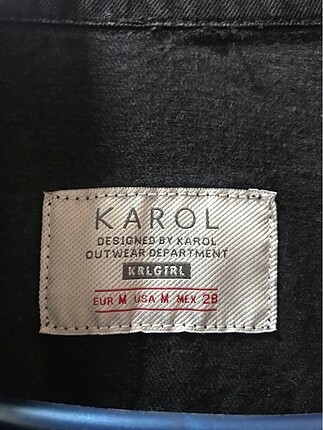 KAROL
DESIGNED BY KAROL
OUTWEAR DEPARTMENT
KRLGIRL
EUR M USA M MEX 28